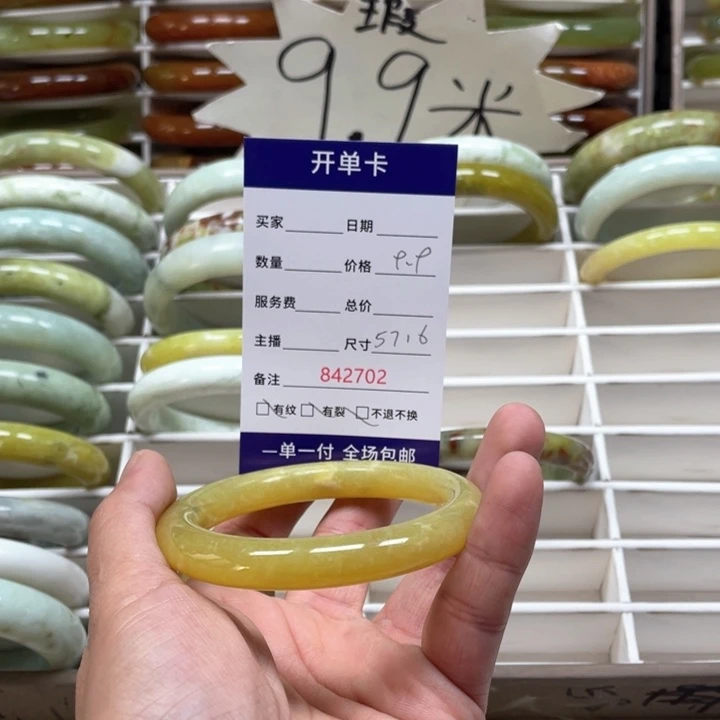 瑕
9.9米
开单卡
买家 日期
数量 价格 9.9
服务费 总价
主播 尺寸 5716
备注 842702
□有纹 □有裂 □不退不换
一单一付 全场包邮